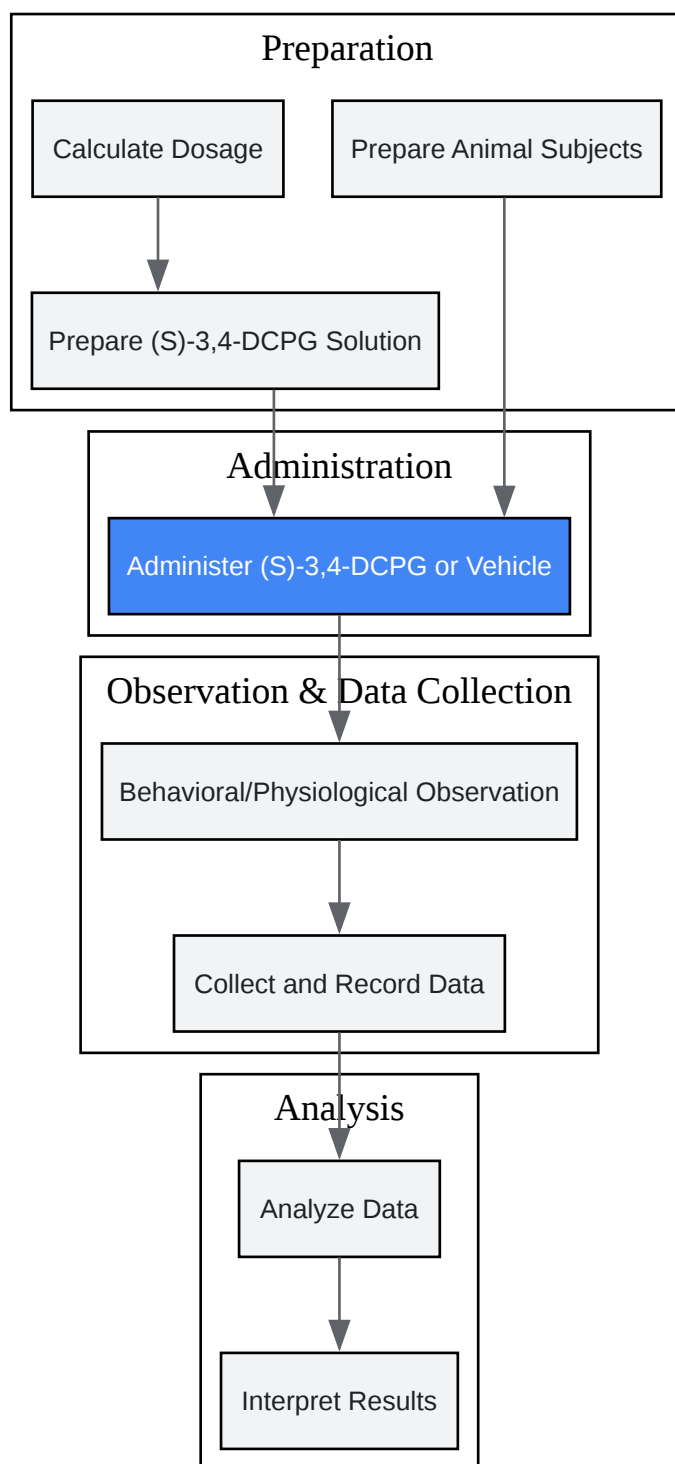 Preparation
Calculate Dosage
Prepare Animal Subjects
Prepare (S)-3,4-DCPG Solution
Administration
Administer (S)-3,4-DCPG or Vehicle
Observation & Data Collection
Behavioral/Physiological Observation
Collect and Record Data
Analysis
Analyze Data
Interpret Results